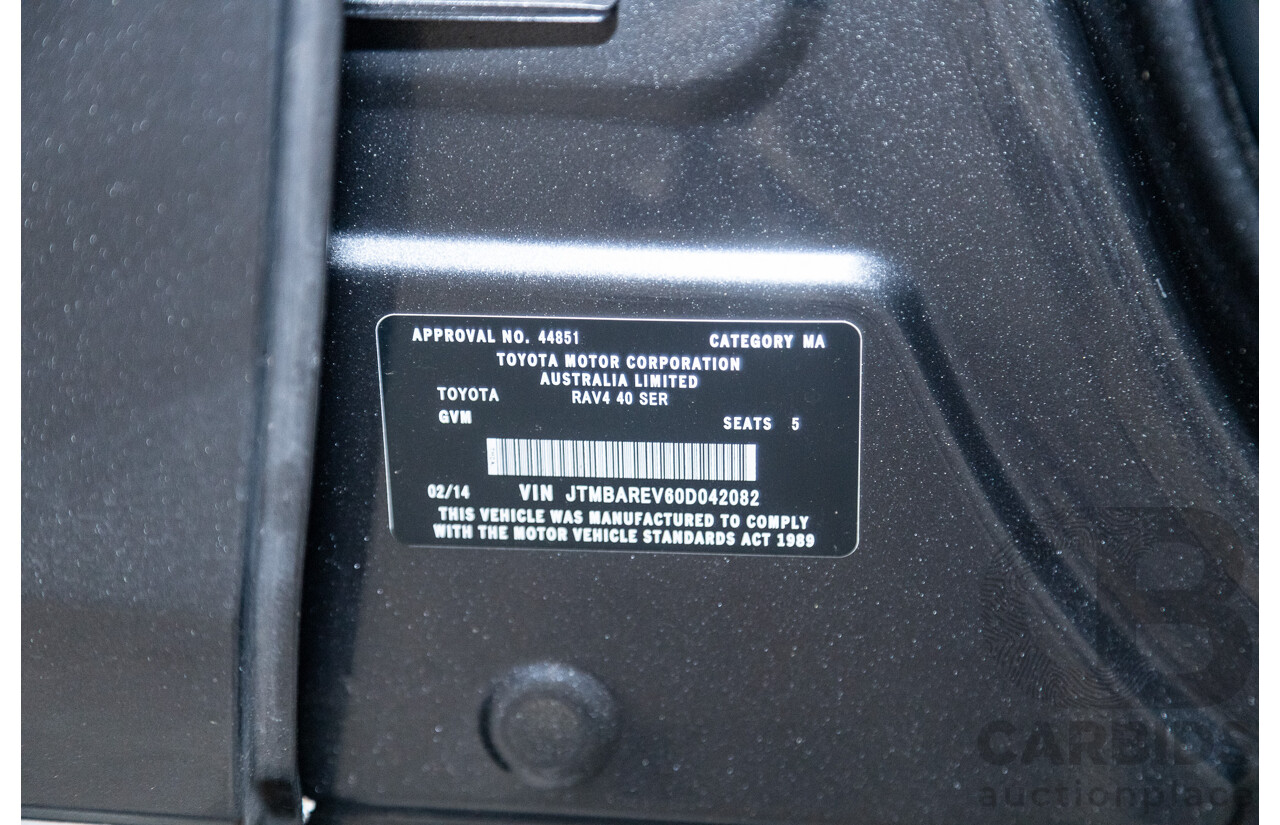 APPROVAL NO. 44851 CATEGORY MA
TOYOTA MOTOR CORPORATION
AUSTRALIA LIMITED
TOYOTA RAV4 40 SER
GVM SEATS 5
02/14 VIN JTMBAREV60D042082
THIS VEHICLE WAS MANUFACTURED TO COMPLY
WITH THE MOTOR VEHICLE STANDARDS ACT 1989
B
CARBIDS
auctionplace